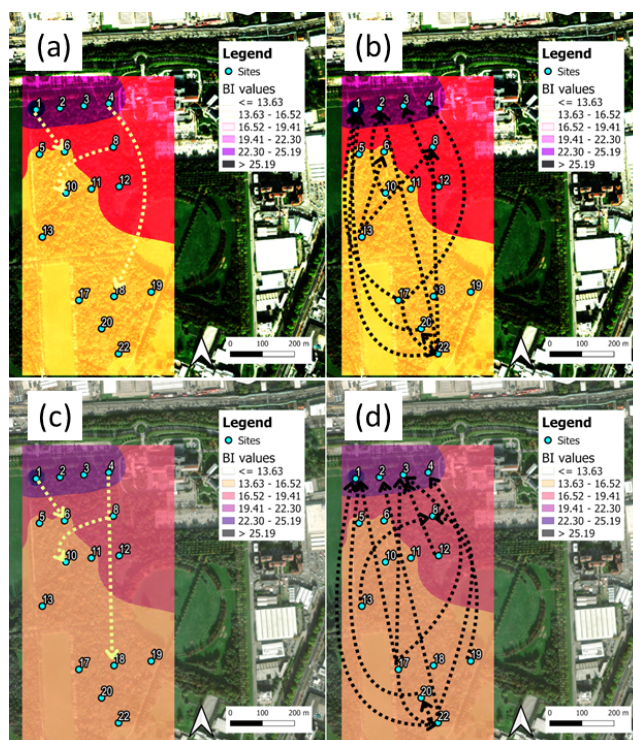 (a)
Legend
Sites
BI values
<= 13.63
13.63 - 16.52
16.52 - 19.41
19.41 - 22.30
22.30 - 25.19
> 25.19
1 2 3 4
5 6 8
10 11 12
13
17 18 19
20
22
0 100 200 m
(b)
Legend
Sites
BI values
<= 13.63
13.63 - 16.52
16.52 - 19.41
19.41 - 22.30
22.30 - 25.19
> 25.19
1 2 3 4
5 6 8
10 11 12
13
17 18 19
20
22
0 100 200 m
(c)
Legend
Sites
BI values
<= 13.63
13.63 - 16.52
16.52 - 19.41
22.30 - 25.19
> 25.19
1 2 3 4
5 6 8
10 11 12
13
17 18 19
20
22
0 100 200 m
(d)
Legend
Sites
BI values
<= 13.63
13.63 - 16.52
16.52 - 19.41
22.30 - 25.19
> 25.19
1 2 3 4
5 6 8
10 11 12
13
17 18 19
20
22
0 100 200 m